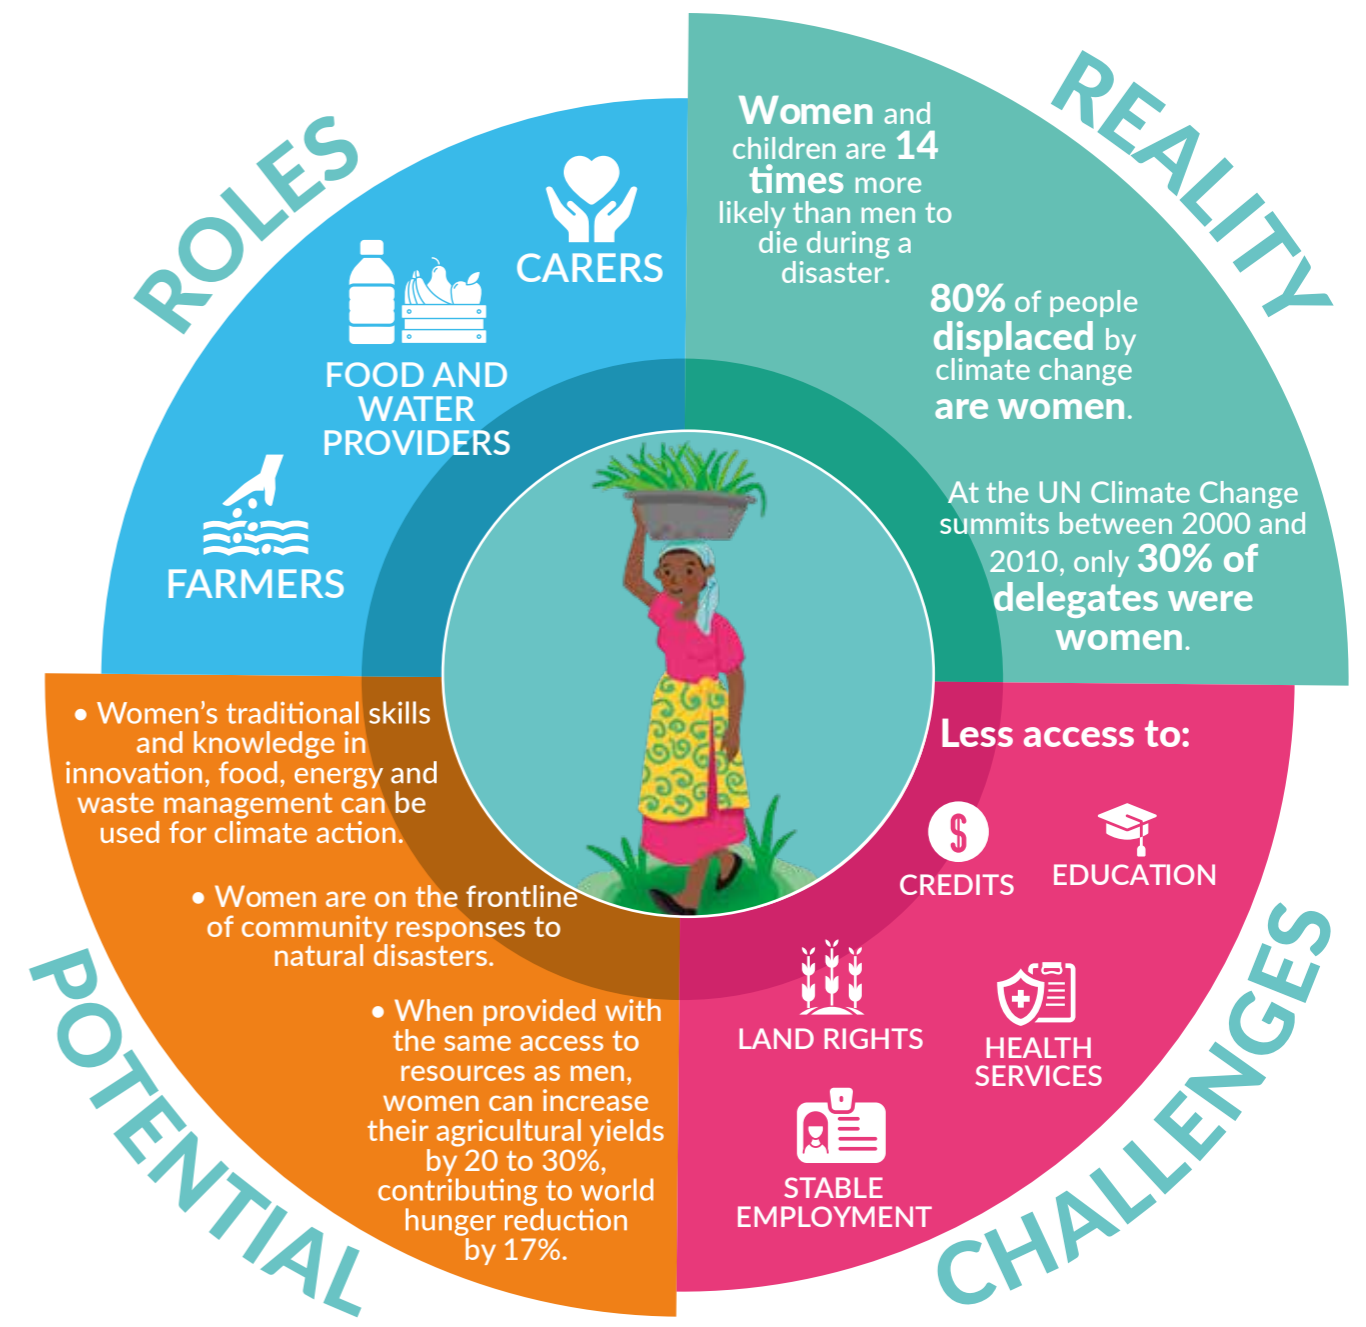 ROLES
CARERS
FOOD AND
WATER
PROVIDERS
FARMERS
REALITY
Women and
children are 14
times more
likely than men to
die during a
disaster.
80% of people
displaced by
climate change
are women.
At the UN Climate Change
summits between 2000 and
2010, only 30% of
delegates were
women.
POTENTIAL
• Women’s traditional skills
and knowledge in
innovation, food, energy and
waste management can be
used for climate action.
• Women are on the frontline
of community responses to
natural disasters.
• When provided with
the same access to
resources as men,
women can increase
their agricultural yields
by 20 to 30%,
contributing to world
hunger reduction
by 17%.
CHALLENGES
Less access to:
$
CREDITS
EDUCATION
LAND RIGHTS
HEALTH
SERVICES
STABLE
EMPLOYMENT